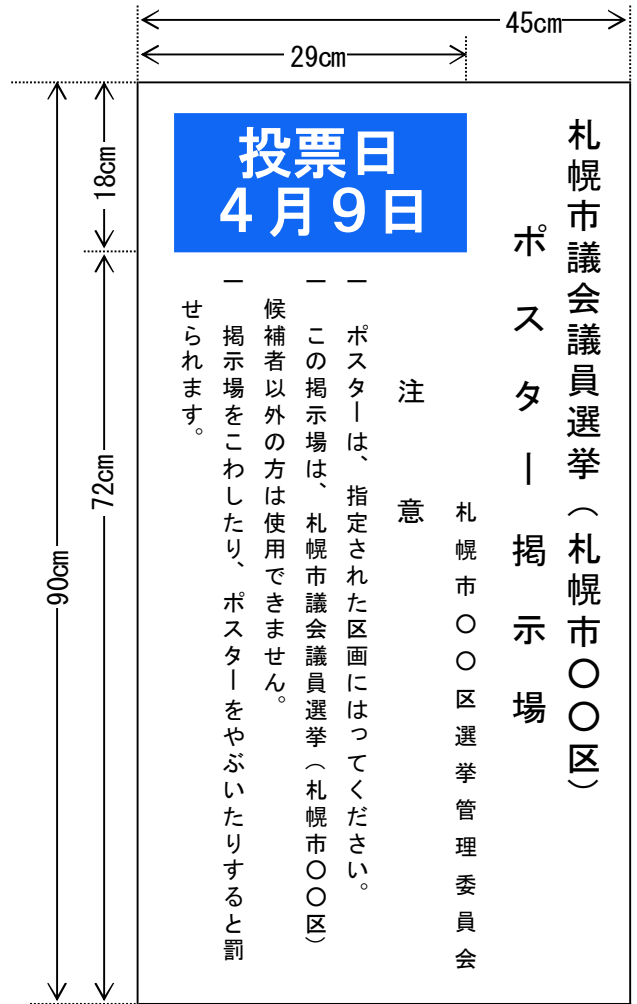 45cm
29cm
18cm
72cm
90cm
札幌市議会議員選挙（札幌市〇〇区）
ポスター掲示場
札幌市〇〇区選挙管理委員会
投票日
４月９日
注意
一　ポスターは、指定された区画にはってください。
一　この掲示場は、札幌市議会議員選挙（札幌市〇〇区）
候補者以外の方は使用できません。
一　掲示場をこわしたり、ポスターをやぶいたりすると罰
せられます。